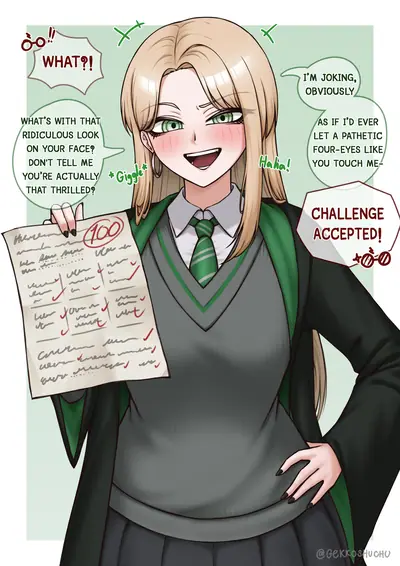 !!
WHAT?!
WHAT'S WITH THAT
RIDICULOUS LOOK
ON YOUR FACE?
DON'T TELL ME
YOU'RE ACTUALLY
THAT THRILLED?
*Giggle*
I'M JOKING,
OBVIOUSLY
AS IF I'D EVER
LET A PATHETIC
FOUR-EYES LIKE
YOU TOUCH ME-
Haha!
CHALLENGE
ACCEPTED!
100
@GEKKOSHUCHU